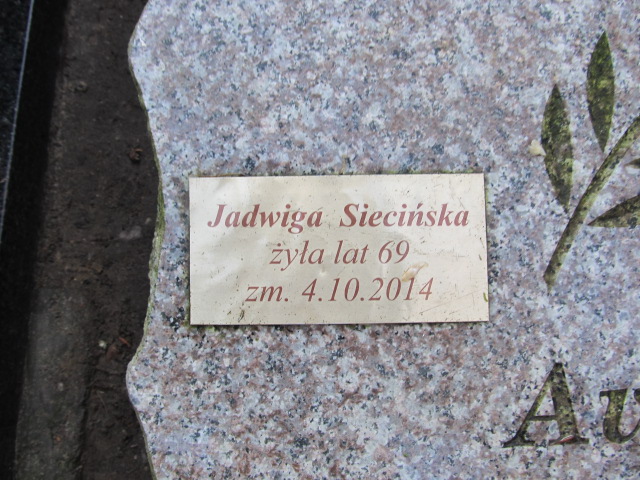 Jadwiga Siecińska
żyła lat 69
zm. 4.10.2014